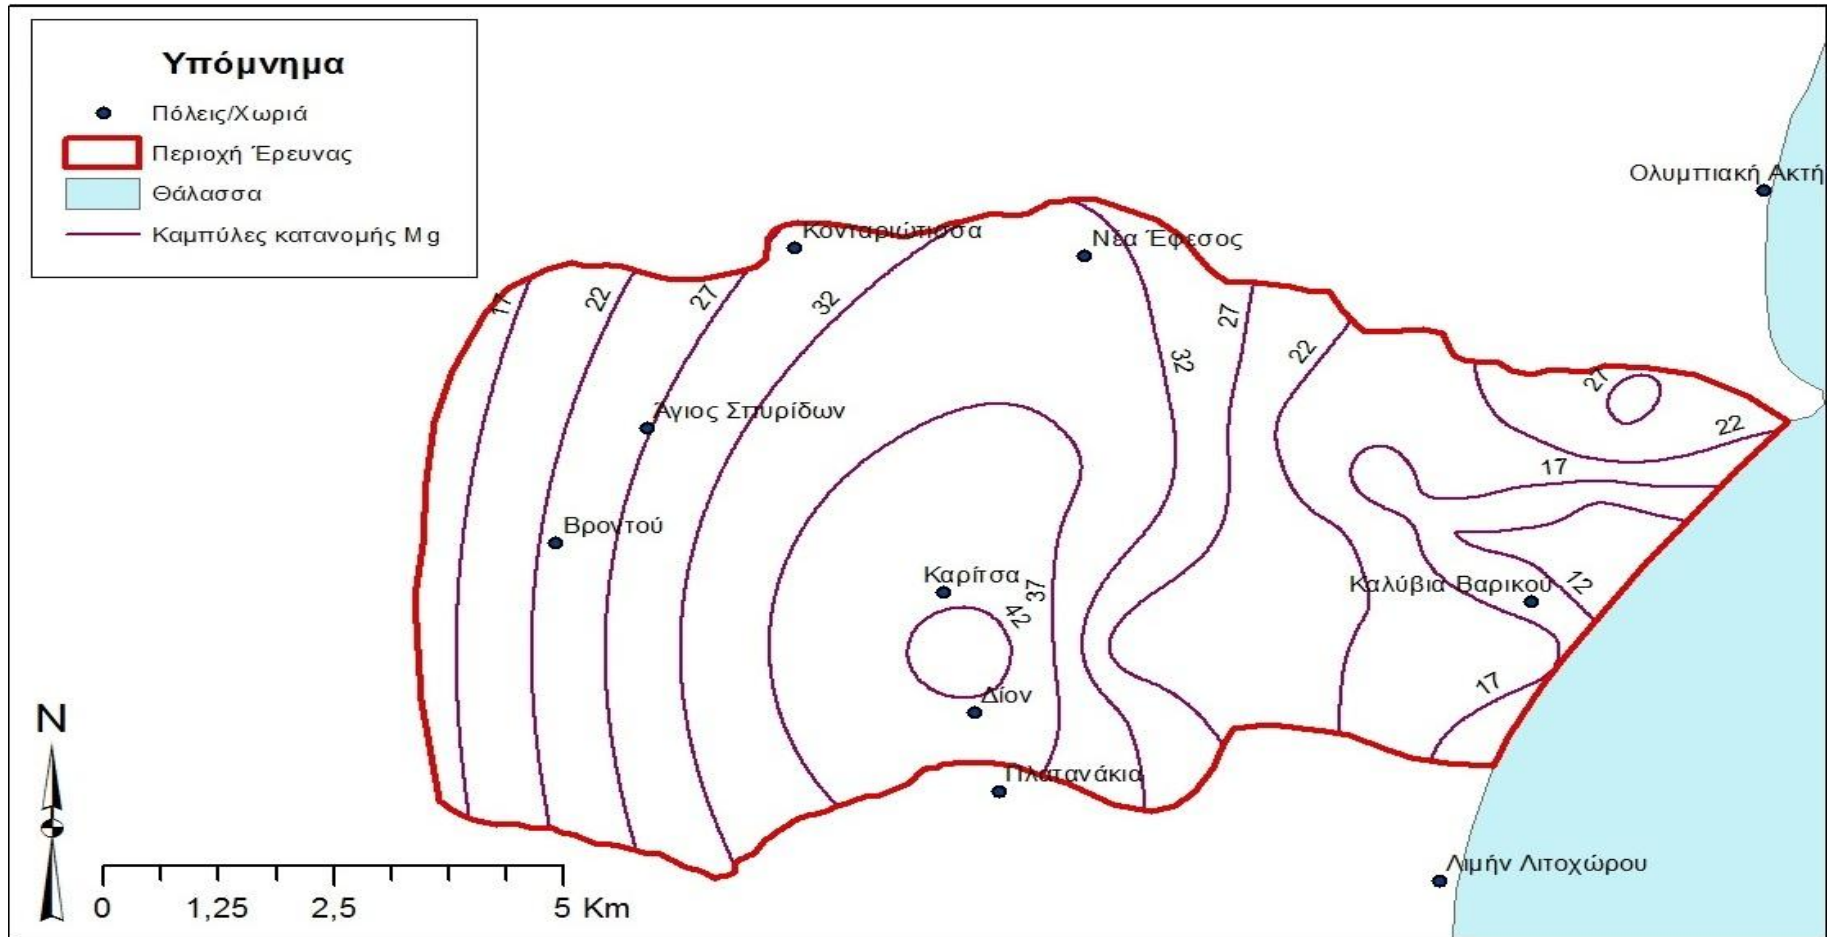 Υπόμνημα
Πόλεις/Χωριά
Περιοχή Έρευνας
Θάλασσα
Καμπύλες κατανομής Mg
Ολυμπιακή Ακτή
Κονταριώτισσα
Νέα Έφεσος
17
22
27
32
27
22
32
27
Άγιος Σπυρίδων
22
17
Βροντού
Καρίτσα
37
42
Καλύβια Βαρικού
12
17
Δίον
Πλατανάκια
Λιμήν Λιτοχώρου
N
0 1,25 2,5 5 Km